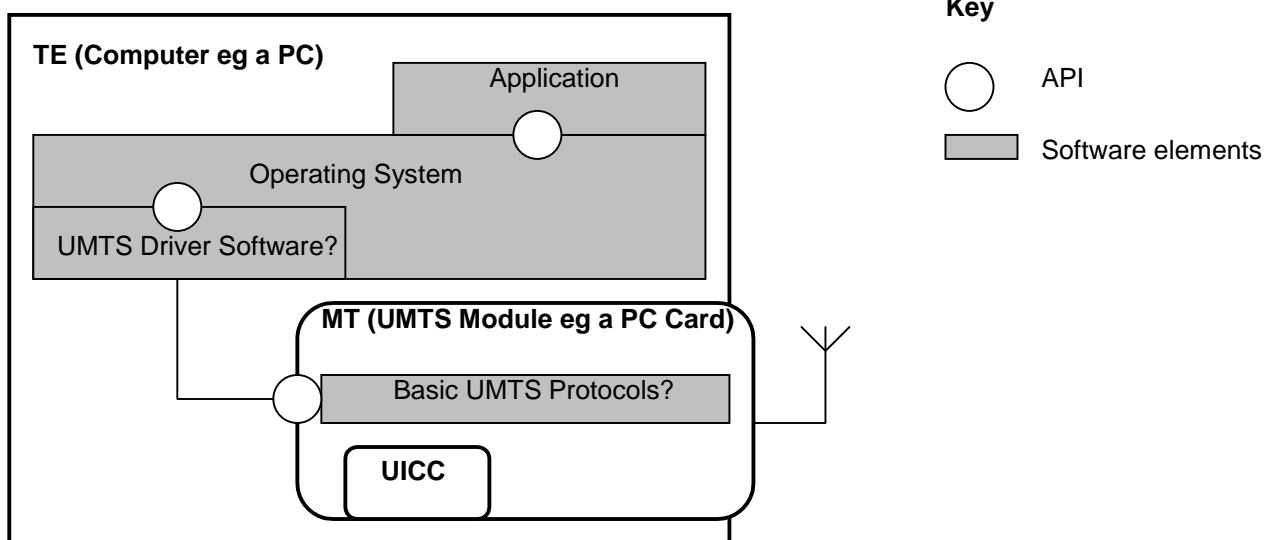 Key
TE (Computer eg a PC)
Application
API
Software elements
Operating System
UMTS Driver Software?
MT (UMTS Module eg a PC Card)
Basic UMTS Protocols?
UICC